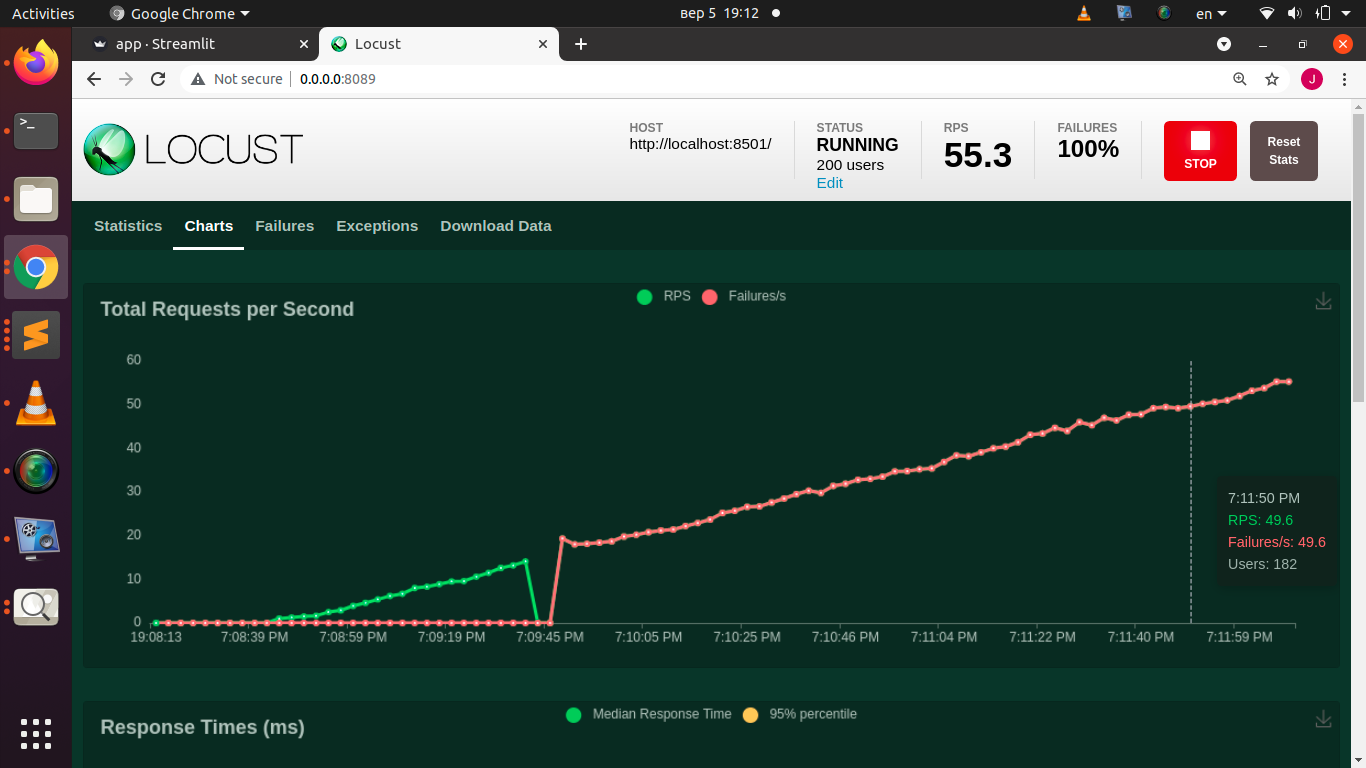 Activities
Google Chrome
вер 5 19:12
en
app · Streamlit
Locust
Not secure
0.0.0.0:8089
J
LOCUST
HOST
http://localhost:8501/
STATUS
RUNNING
200 users
Edit
RPS
55.3
FAILURES
100%
STOP
Reset
Stats
Statistics
Charts
Failures
Exceptions
Download Data
Total Requests per Second
RPS
Failures/s
60
50
40
30
20
10
0
19:08:13
7:08:39 PM
7:08:59 PM
7:09:19 PM
7:09:45 PM
7:10:05 PM
7:10:25 PM
7:10:46 PM
7:11:04 PM
7:11:22 PM
7:11:40 PM
7:11:59 PM
7:11:50 PM
RPS: 49.6
Failures/s: 49.6
Users: 182
Response Times (ms)
Median Response Time
95% percentile